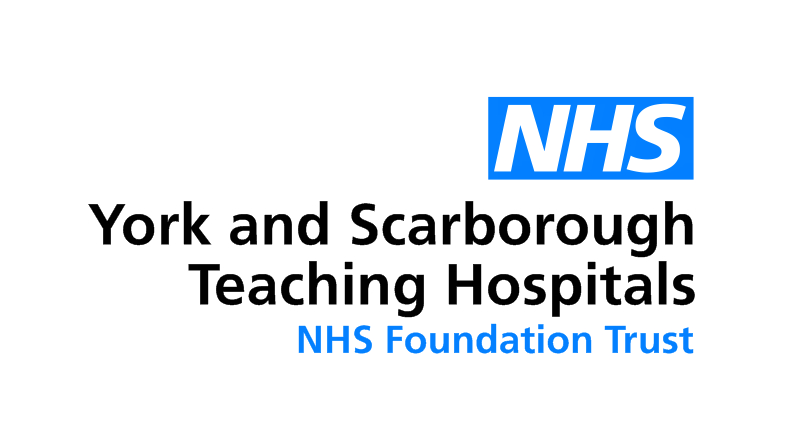 NHS
York and Scarborough
Teaching Hospitals
NHS Foundation Trust